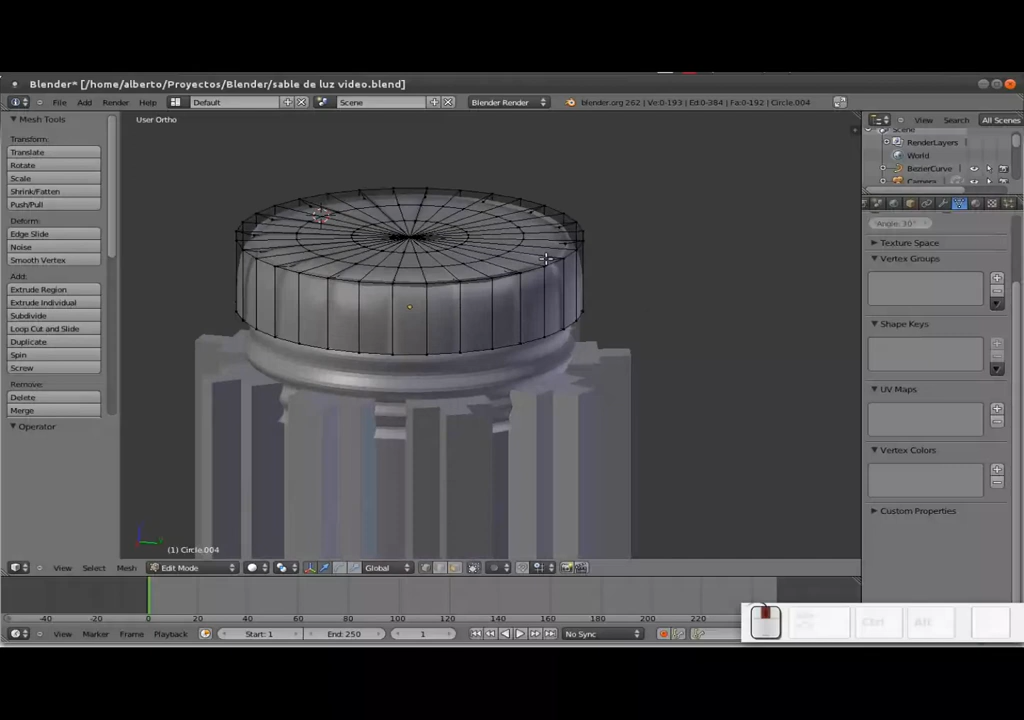 Blender* [/home/alberto/Proyectos/Blender/sable de luz video.blend]
File Add Render Help Default Scene Blender Render blender.org 262 | Ve:0-193 | Ed:0-384 | Fa:0-192 | Circle.004
View Search All Scenes
Mesh Tools
User Ortho
Scene
RenderLayers
World
BezierCurve
Camera
Transform:
Translate
Rotate
Scale
Shrink/Fatten
Push/Pull
Deform:
Edge Slide
Noise
Smooth Vertex
Add:
Extrude Region
Extrude Individual
Subdivide
Loop Cut and Slide
Duplicate
Spin
Screw
Remove:
Delete
Merge
Operator
Angle: 30°
Texture Space
Vertex Groups
Shape Keys
UV Maps
Vertex Colors
Custom Properties
(1) Circle.004
View Select Mesh Edit Mode Global
-40 -20 0 20 40 60 80 100 120 140 160 180 200 220
View Marker Frame Playback Start: 1 End: 250 1 No Sync
Ctrl Alt